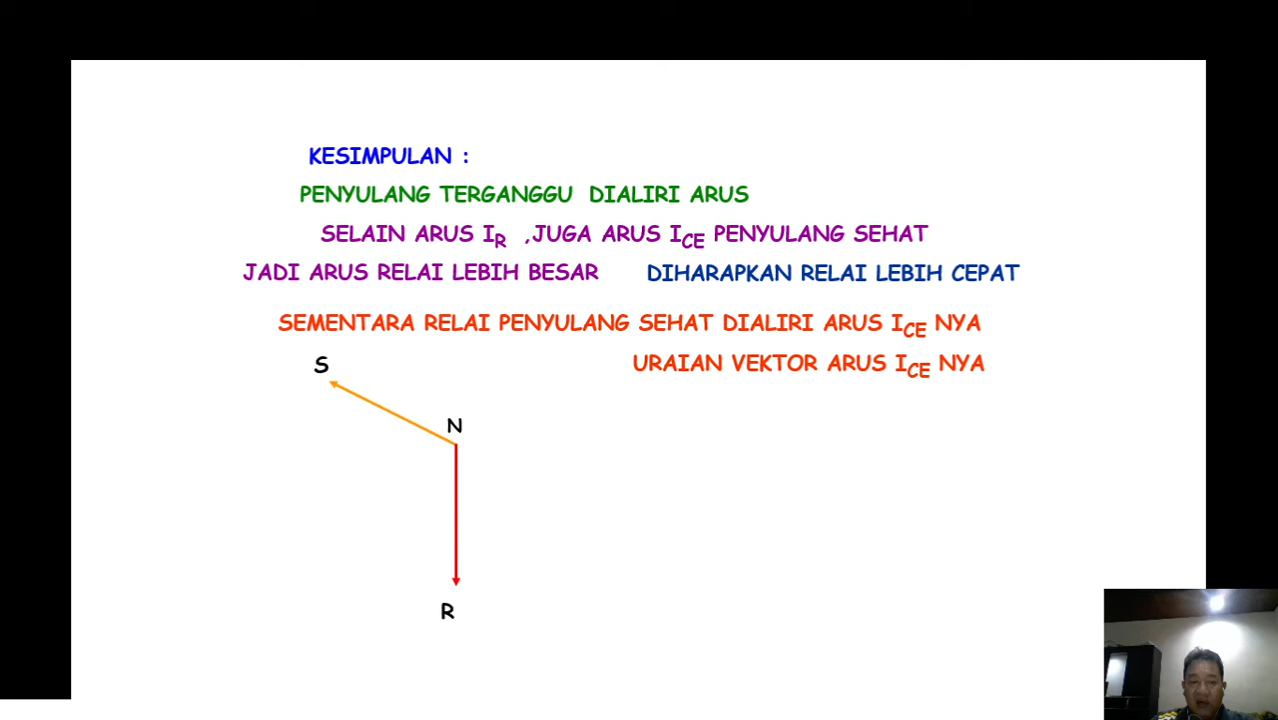 KESIMPULAN :
PENYULANG TERGANGGU DIALIRI ARUS
SELAIN ARUS IR ,JUGA ARUS ICE PENYULANG SEHAT
JADI ARUS RELAI LEBIH BESAR DIHARAPKAN RELAI LEBIH CEPAT
SEMENTARA RELAI PENYULANG SEHAT DIALIRI ARUS ICE NYA
URAIAN VEKTOR ARUS ICE NYA
S
N
R